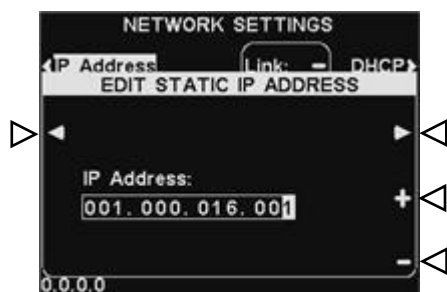 NETWORK SETTINGS
IP Address Link: – DHCP
EDIT STATIC IP ADDRESS
IP Address:
001.000.016.001
+
–
0.0.0.0